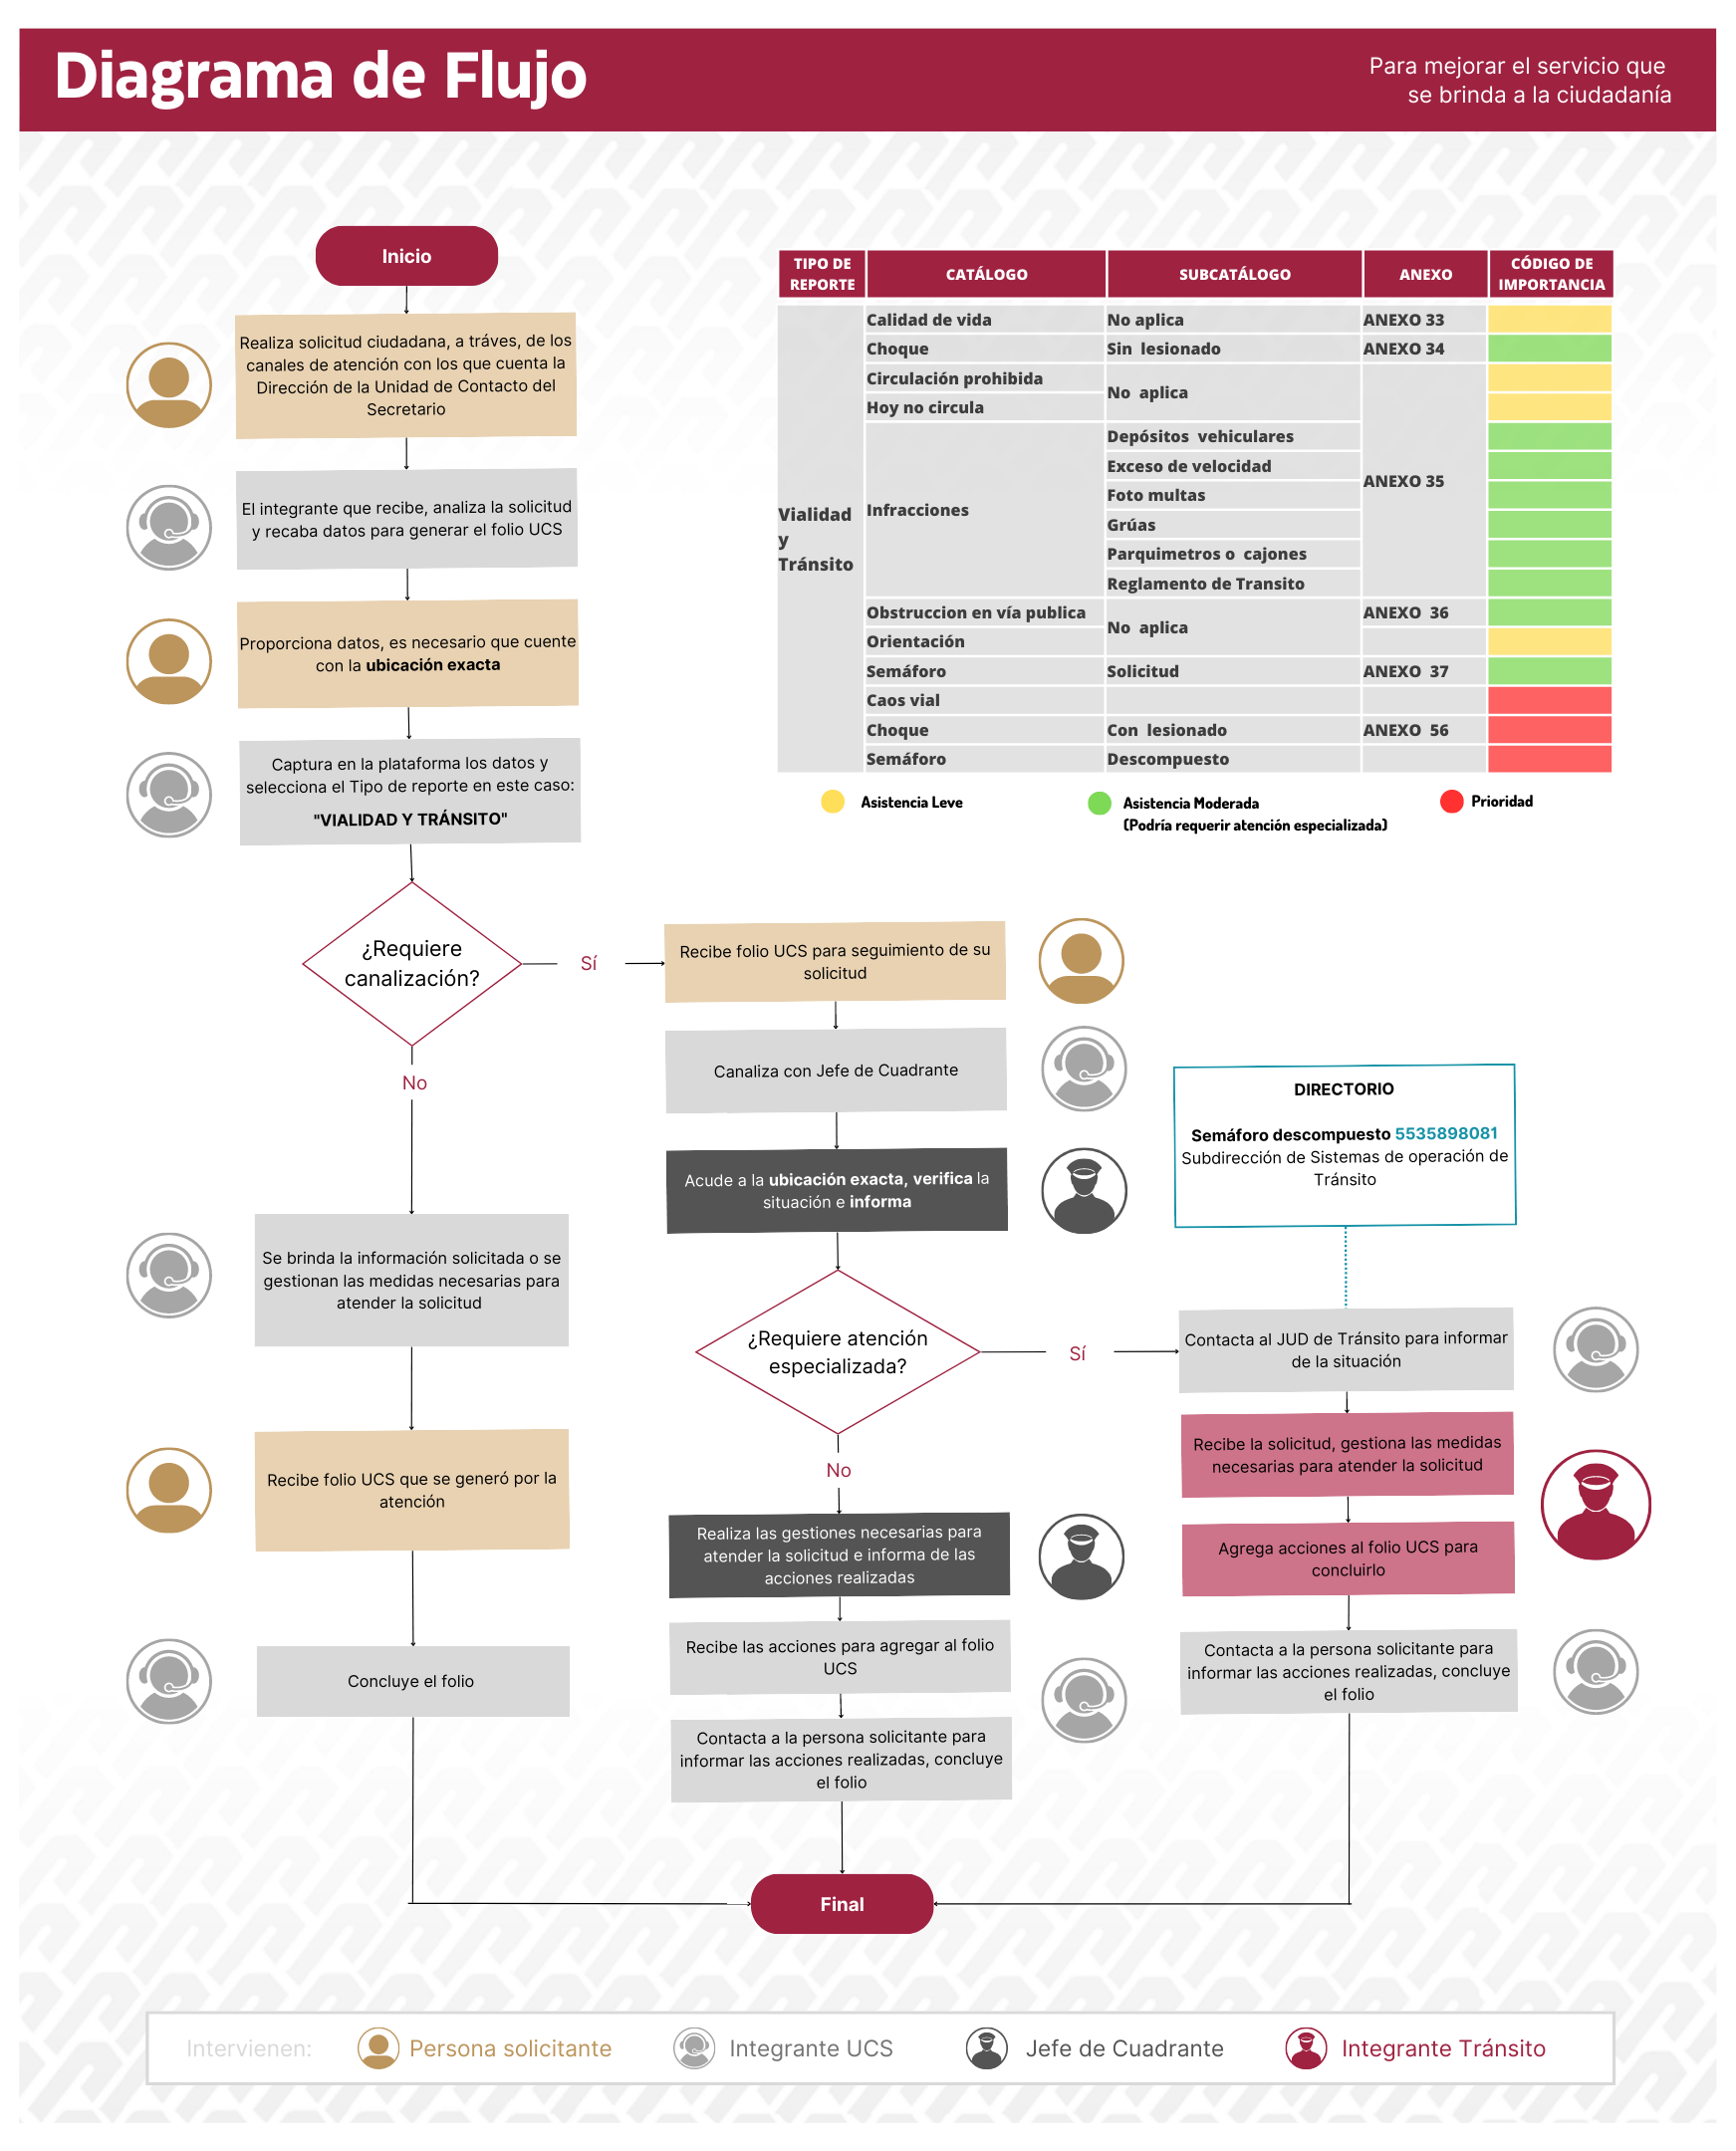 Diagrama de Flujo
Para mejorar el servicio que
se brinda a la ciudadanía
Inicio
Realiza solicitud ciudadana, a tráves, de los
canales de atención con los que cuenta la
Dirección de la Unidad de Contacto del
Secretario
El integrante que recibe, analiza la solicitud
y recaba datos para generar el folio UCS
Proporciona datos, es necesario que cuente
con la ubicación exacta
Captura en la plataforma los datos y
selecciona el Tipo de reporte en este caso:
"VIALIDAD Y TRÁNSITO"
TIPO DE
REPORTE
CATÁLOGO
SUBCATÁLOGO
ANEXO
CÓDIGO DE
IMPORTANCIA
Vialidad
y
Tránsito
Calidad de vida
No aplica
ANEXO 33
Choque
Sin lesionado
ANEXO 34
Circulación prohibida
Hoy no circula
No aplica
Infracciones
Depósitos vehiculares
Exceso de velocidad
Foto multas
Grúas
Parquimetros o cajones
Reglamento de Transito
ANEXO 35
Obstruccion en vía publica
ANEXO 36
Orientación
No aplica
Semáforo
Solicitud
ANEXO 37
Caos vial
Choque
Con lesionado
ANEXO 56
Semáforo
Descompuesto
Asistencia Leve
Asistencia Moderada
(Podría requerir atención especializada)
Prioridad
¿Requiere
canalización?
Sí
No
Recibe folio UCS para seguimiento de su
solicitud
Canaliza con Jefe de Cuadrante
Acude a la ubicación exacta, verifica la
situación e informa
DIRECTORIO
Semáforo descompuesto 5535898081
Subdirección de Sistemas de operación de
Tránsito
Se brinda la información solicitada o se
gestionan las medidas necesarias para
atender la solicitud
Recibe folio UCS que se generó por la
atención
Concluye el folio
¿Requiere atención
especializada?
Sí
No
Realiza las gestiones necesarias para
atender la solicitud e informa de las
acciones realizadas
Recibe las acciones para agregar al folio
UCS
Contacta a la persona solicitante para
informar las acciones realizadas, concluye
el folio
Contacta al JUD de Tránsito para informar
de la situación
Recibe la solicitud, gestiona las medidas
necesarias para atender la solicitud
Agrega acciones al folio UCS para
concluirlo
Contacta a la persona solicitante para
informar las acciones realizadas, concluye
el folio
Final
Intervienen:
Persona solicitante
Integrante UCS
Jefe de Cuadrante
Integrante Tránsito